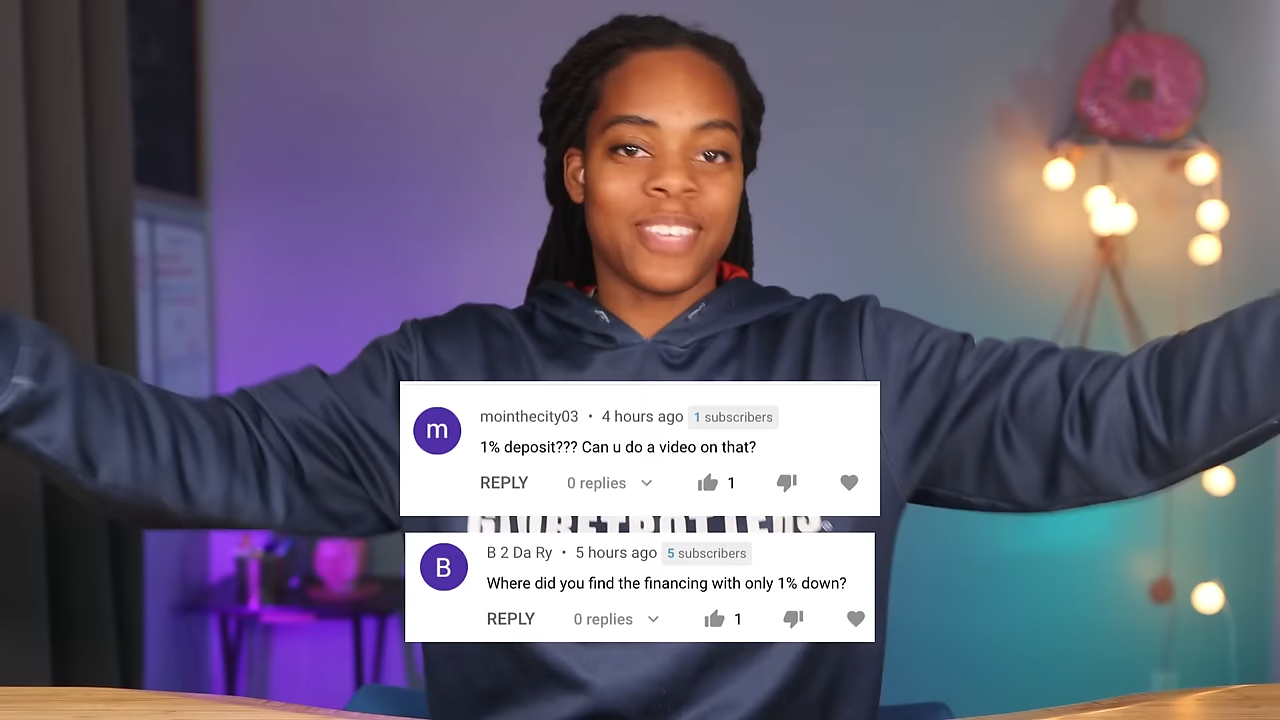 mointhecity03 • 4 hours ago 1 subscribers
1% deposit??? Can u do a video on that?
REPLY 0 replies 1
B 2 Da Ry • 5 hours ago 5 subscribers
Where did you find the financing with only 1% down?
REPLY 0 replies 1
m
B